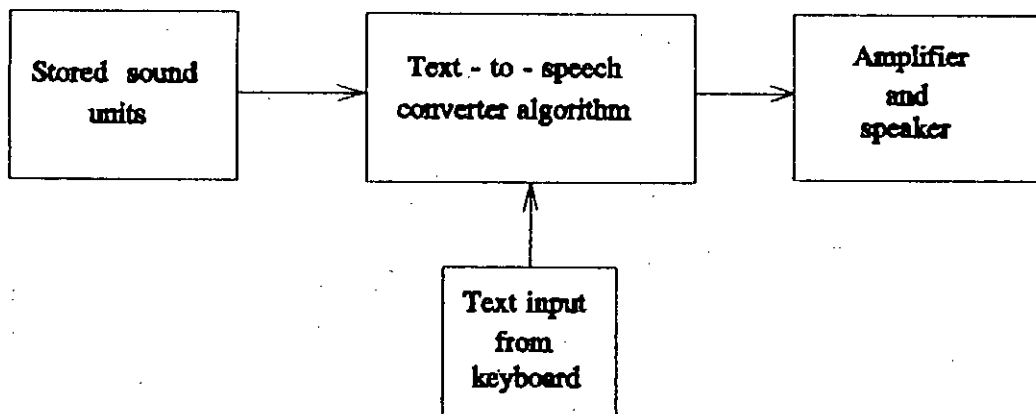 Stored sound
units
Text - to - speech
converter algorithm
Amplifier
and
speaker
Text input
from
keyboard